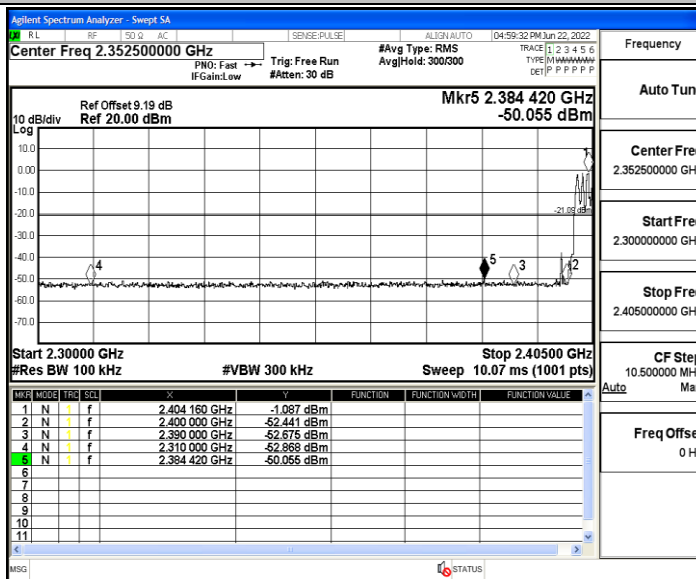 Agilent Spectrum Analyzer - Swept SA
LXI RL RF 50 Ω AC SENSE:PULSE ALIGN AUTO 04:59:32 PM Jun 22, 2022
Center Freq 2.352500000 GHz #Avg Type: RMS TRACE 1 2 3 4 5 6
PNO: Fast Trig: Free Run Avg|Hold: 300/300 TYPE M WWWWW
IFGain:Low #Atten: 30 dB DET P P P P P P
Mkr5 2.384 420 GHz
Ref Offset 9.19 dB
10 dB/div Ref 20.00 dBm -50.055 dBm
Log
10.0
0.00
-10.0
-20.0
-30.0
-40.0
-50.0
-60.0
-70.0
1
-21.09 dBm
4 5 3 2
Start 2.30000 GHz Stop 2.40500 GHz
#Res BW 100 kHz #VBW 300 kHz Sweep 10.07 ms (1001 pts)
MKR MODE TRC SCL X Y FUNCTION FUNCTION WIDTH FUNCTION VALUE
1 N 1 f 2.404 160 GHz -1.087 dBm
2 N 1 f 2.400 000 GHz -52.441 dBm
3 N 1 f 2.390 000 GHz -52.675 dBm
4 N 1 f 2.310 000 GHz -52.868 dBm
5 N 1 f 2.384 420 GHz -50.055 dBm
6
7
8
9
10
11
MSG STATUS
Frequency
Auto Tun
Center Fre
2.352500000 GH
Start Fre
2.300000000 GH
Stop Fre
2.405000000 GH
CF Ste
10.500000 MH
Auto Ma
Freq Offse
0 H